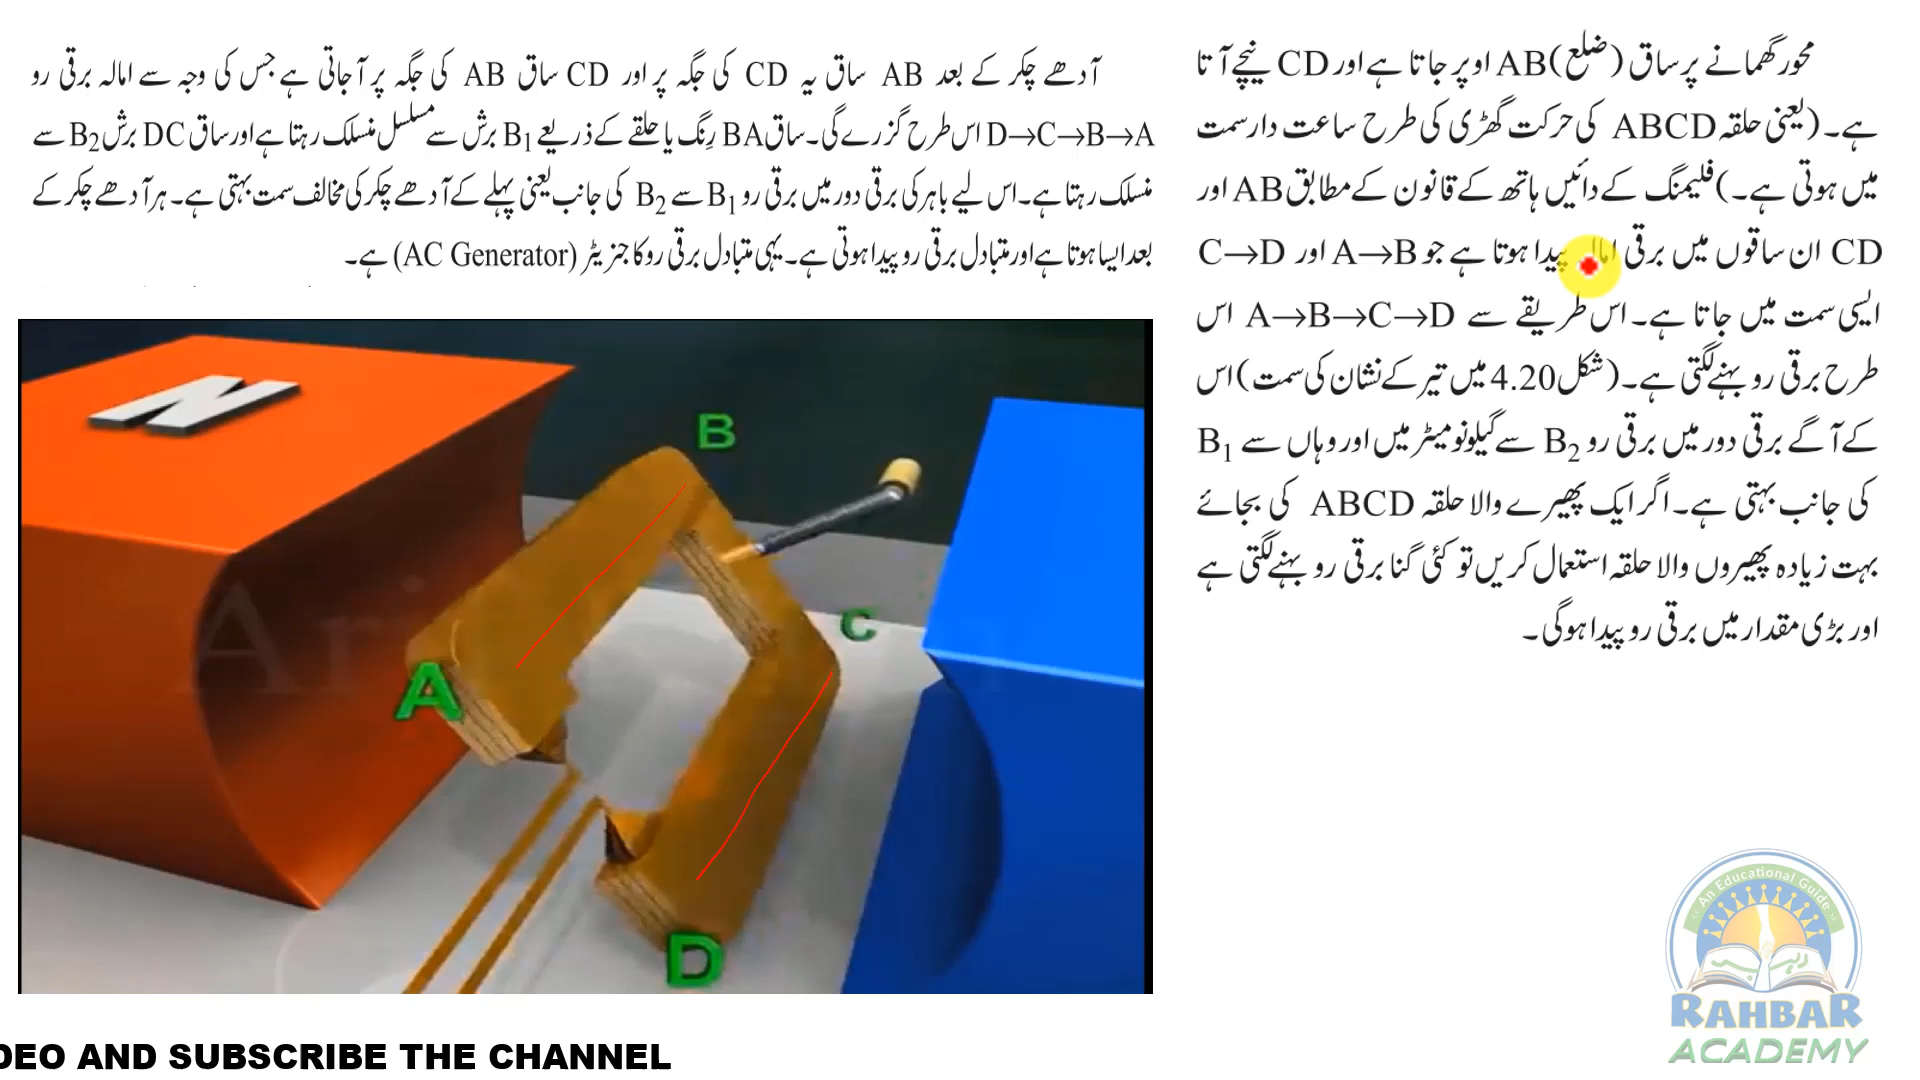 محور گھمانے پر ساق (ضلع) AB اوپر جاتا ہے اور CD نیچے آتا
ہے۔ (یعنی حلقہ ABCD کی حرکت گھڑی کی طرح ساعت دار سمت
میں ہوتی ہے۔) فلیمنگ کے دائیں ہاتھ کے قانون کے مطابق AB اور
CD ان ساقوں میں برقی امالہ پیدا ہوتا ہے جو A→B اور C→D
ایسی سمت میں جاتا ہے۔ اس طریقے سے A→B→C→D اس
طرح برقی رو بہنے لگتی ہے۔ (شکل 4.20 میں تیر کے نشان کی سمت) اس
کے آگے برقی دور میں برقی رو B2 سے گیلونومیٹر میں اور وہاں سے B1
کی جانب بہتی ہے۔ اگر ایک پھیرے والا حلقہ ABCD کی بجائے
بہت زیادہ پھیروں والا حلقہ استعمال کریں تو کئی گنا برقی رو بہنے لگتی ہے
اور بڑی مقدار میں برقی رو پیدا ہوگی۔
آدھے چکر کے بعد AB ساق یہ CD کی جگہ پر اور CD ساق AB کی جگہ پر آجاتی ہے جس کی وجہ سے امالہ برقی رو
D→C→B→A اس طرح گزرے گی۔ ساق BA رِنگ یا حلقے کے ذریعے B1 برش سے مسلسل منسلک رہتا ہے اور ساق DC برش B2 سے
منسلک رہتا ہے۔ اس لیے باہر کی برقی دور میں برقی رو B1 سے B2 کی جانب یعنی پہلے کے آدھے چکر کی مخالف سمت بہتی ہے۔ ہر آدھے چکر کے
بعد ایسا ہوتا ہے اور متبادل برقی رو پیدا ہوتی ہے۔ یہی متبادل برقی رو کا جنریٹر (AC Generator) ہے۔
N
B
C
A
D
An Educational Guide
رہبر
RAHBAR
ACADEMY
DEO AND SUBSCRIBE THE CHANNEL